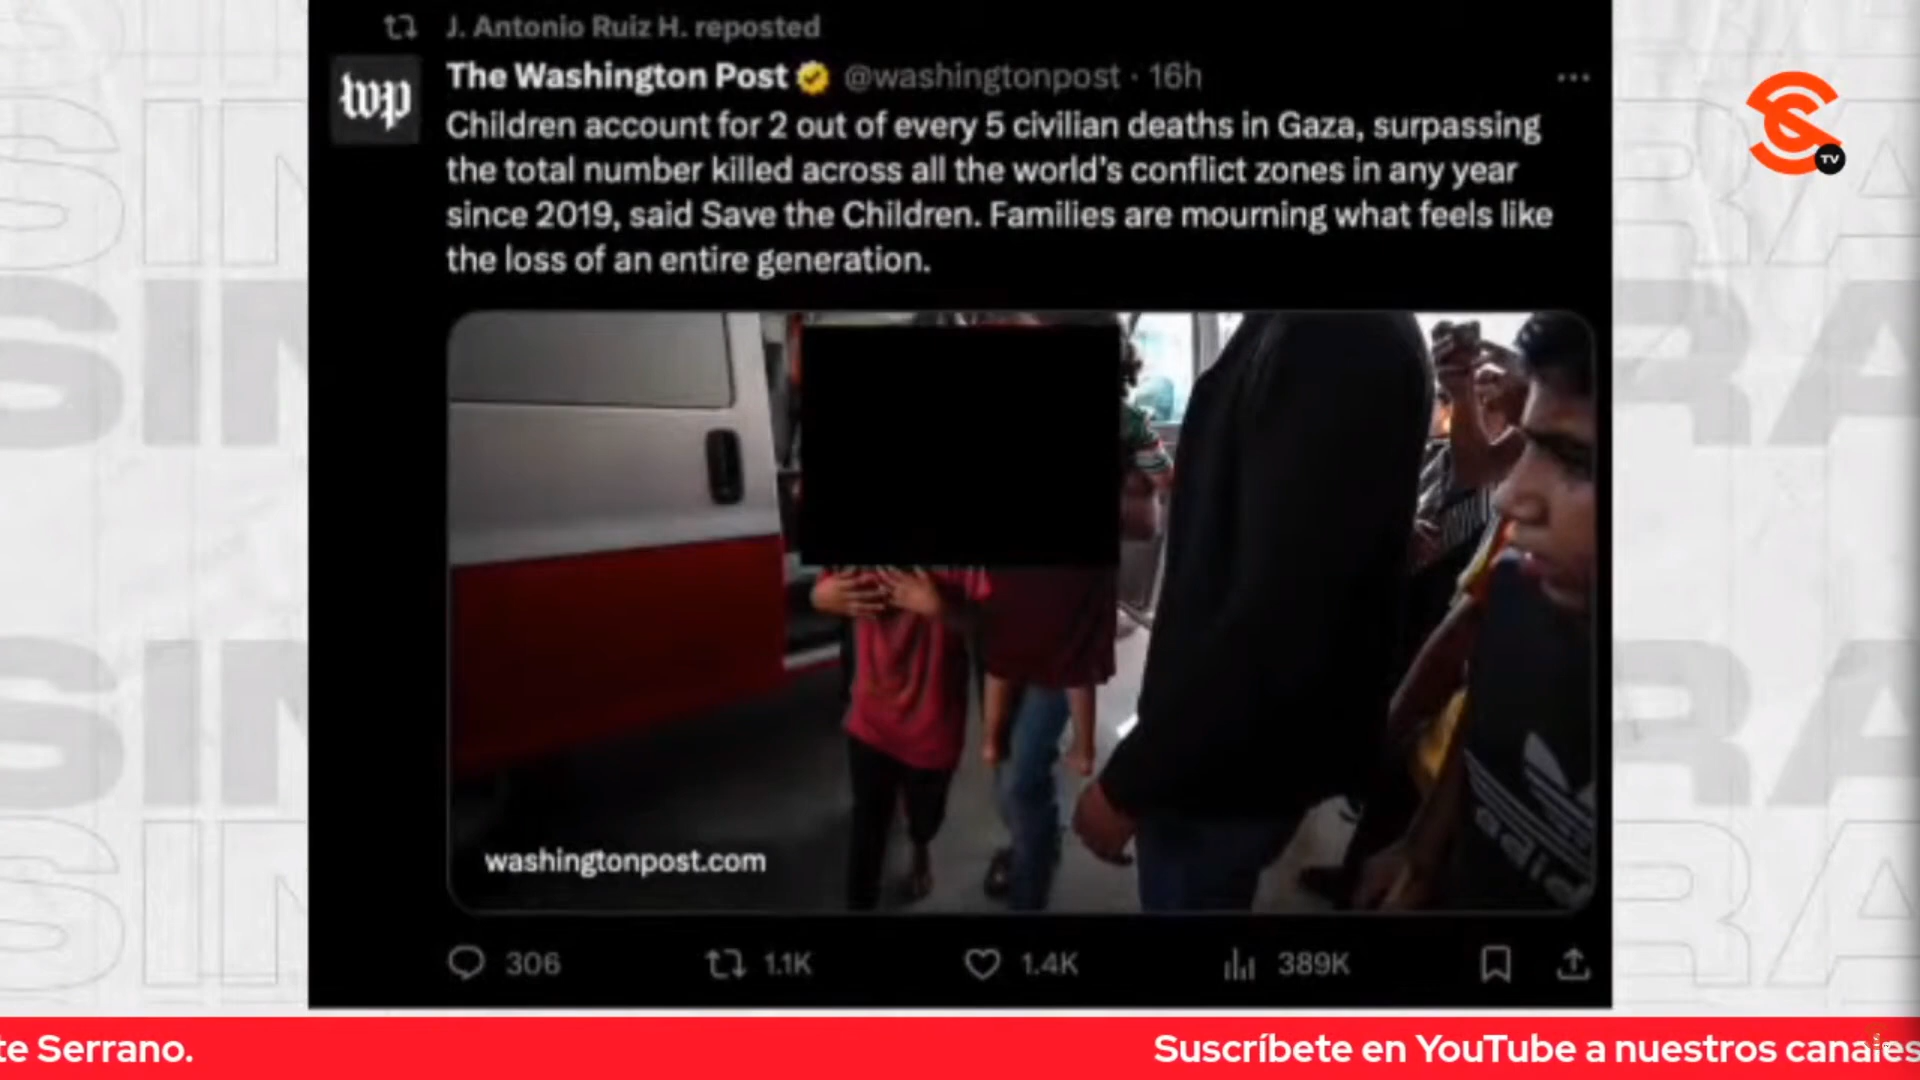 J. Antonio Ruiz H. reposted
wp
The Washington Post @washingtonpost · 16h
Children account for 2 out of every 5 civilian deaths in Gaza, surpassing
the total number killed across all the world's conflict zones in any year
since 2019, said Save the Children. Families are mourning what feels like
the loss of an entire generation.
TV
adidas
washingtonpost.com
306
1.1K
1.4K
389K
te Serrano.
Suscríbete en YouTube a nuestros canales